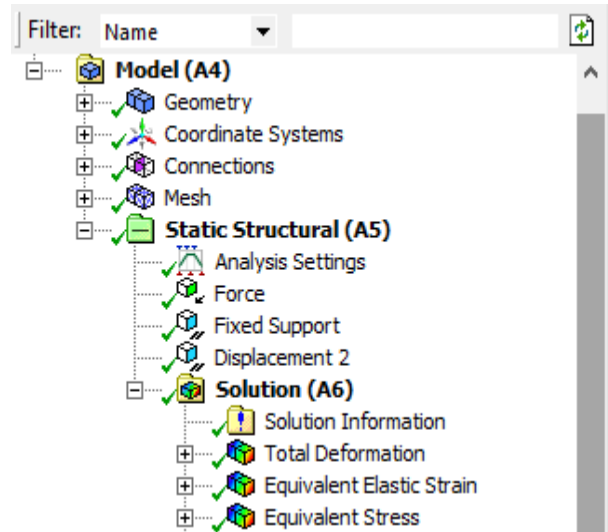 Filter: Name
Model (A4)
Geometry
Coordinate Systems
Connections
Mesh
Static Structural (A5)
Analysis Settings
Force
Fixed Support
Displacement 2
Solution (A6)
Solution Information
Total Deformation
Equivalent Elastic Strain
Equivalent Stress